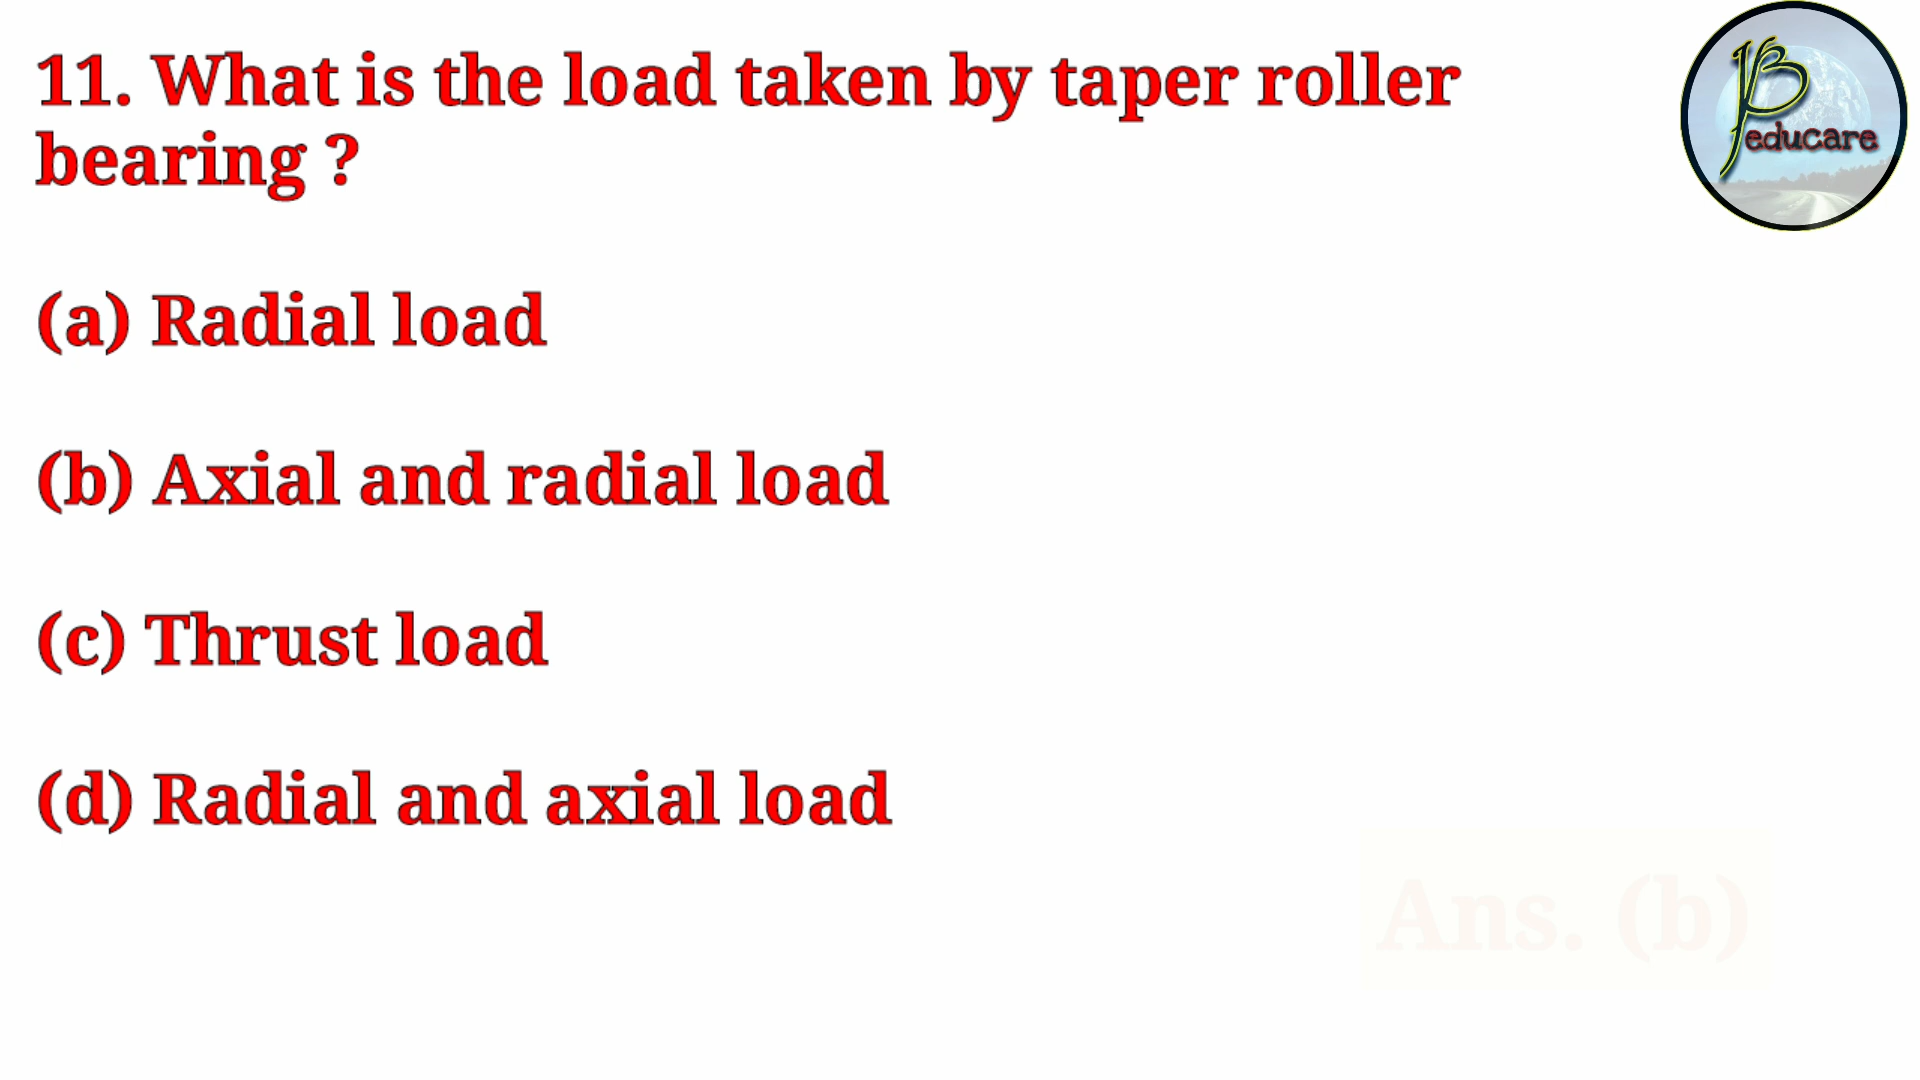 11. What is the load taken by taper roller
bearing ?
(a) Radial load
(b) Axial and radial load
(c) Thrust load
(d) Radial and axial load
Ans. (b)
educare